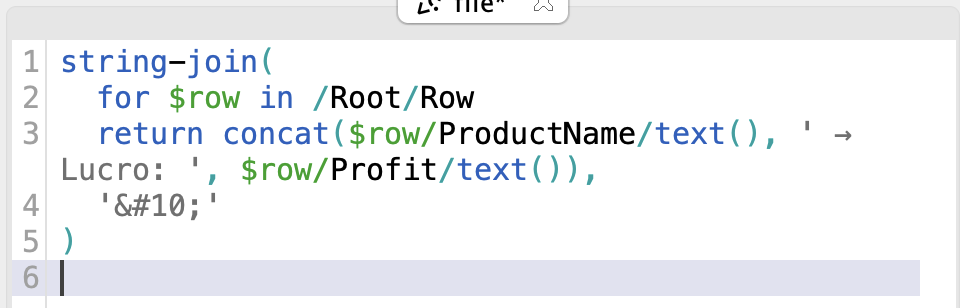 file*
1 string-join(
2 for $row in /Root/Row
3 return concat($row/ProductName/text(), ' →
Lucro: ', $row/Profit/text()),
4 '&#10;'
5 )
6